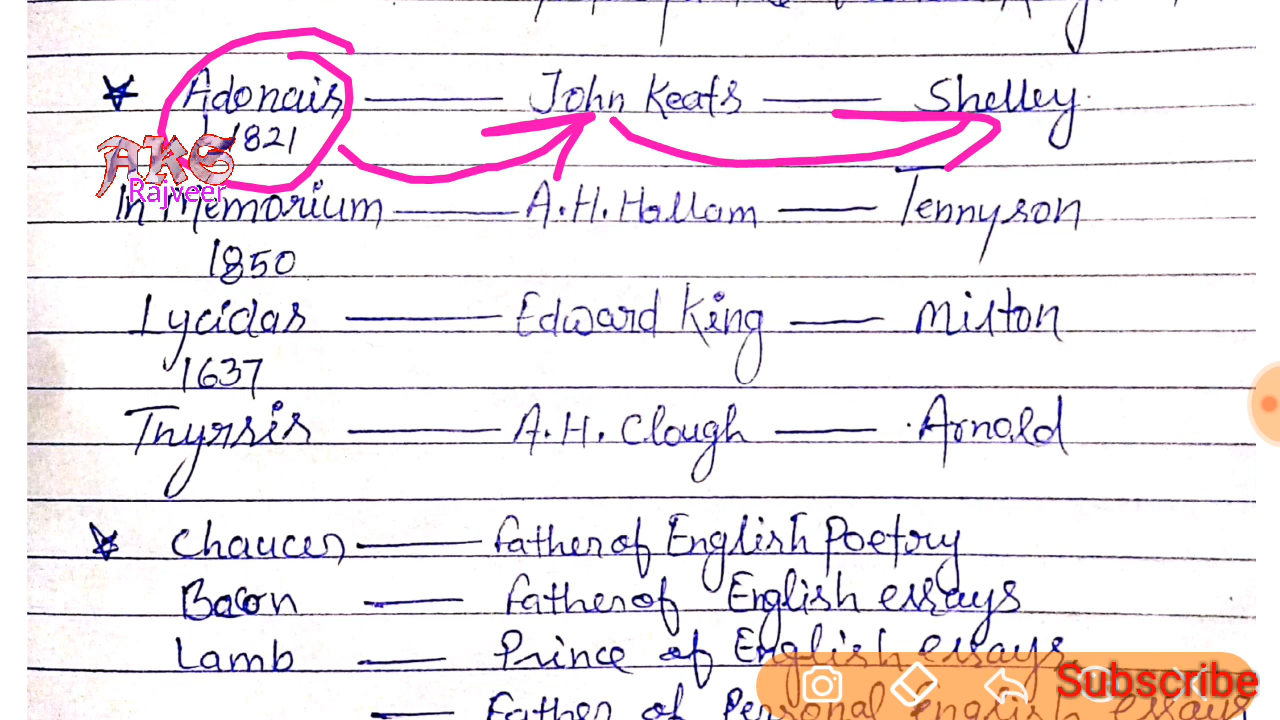 Adonais — John Keats — Shelley
1821
AKS
Rajveer
In Memorium — A.H. Hallam — Tennyson
1850
Lycidas — Edward King — Milton
1637
Thyrsis — A.H. Clough — Arnold
Chaucer — Father of English Poetry
Bacon — Father of English essays
Lamb — Prince of English essays
Subscribe
— Father of Personal English essays